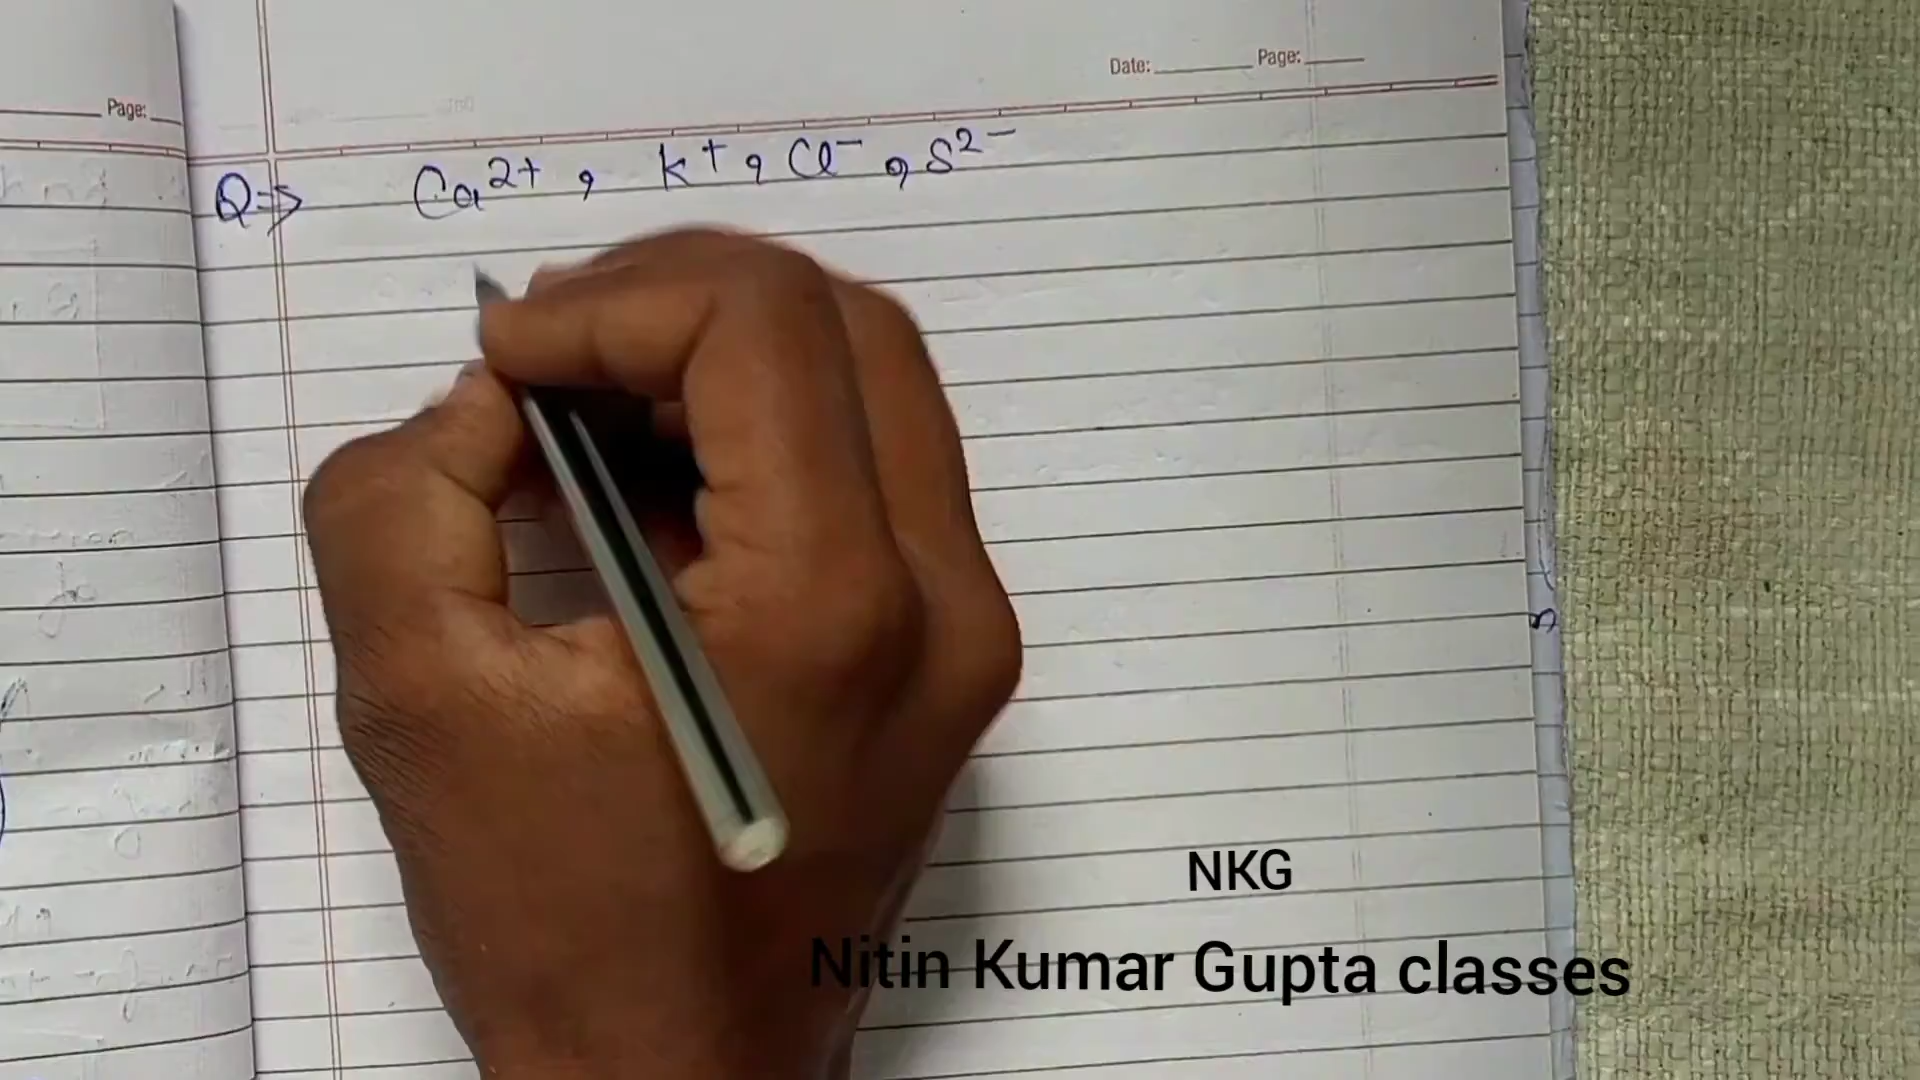 Date: Page:
Page:
Q⇒ Ca²⁺, K⁺, Cl⁻, S²⁻
NKG
Nitin Kumar Gupta classes